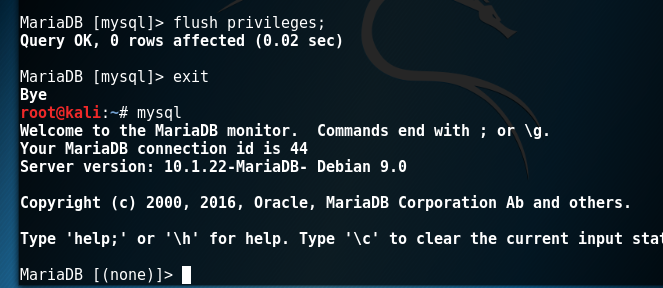 MariaDB [mysql]> flush privileges;
Query OK, 0 rows affected (0.02 sec)
MariaDB [mysql]> exit
Bye
root@kali:~# mysql
Welcome to the MariaDB monitor.  Commands end with ; or \g.
Your MariaDB connection id is 44
Server version: 10.1.22-MariaDB- Debian 9.0
Copyright (c) 2000, 2016, Oracle, MariaDB Corporation Ab and others.
Type 'help;' or '\h' for help. Type '\c' to clear the current input
MariaDB [(none)]>